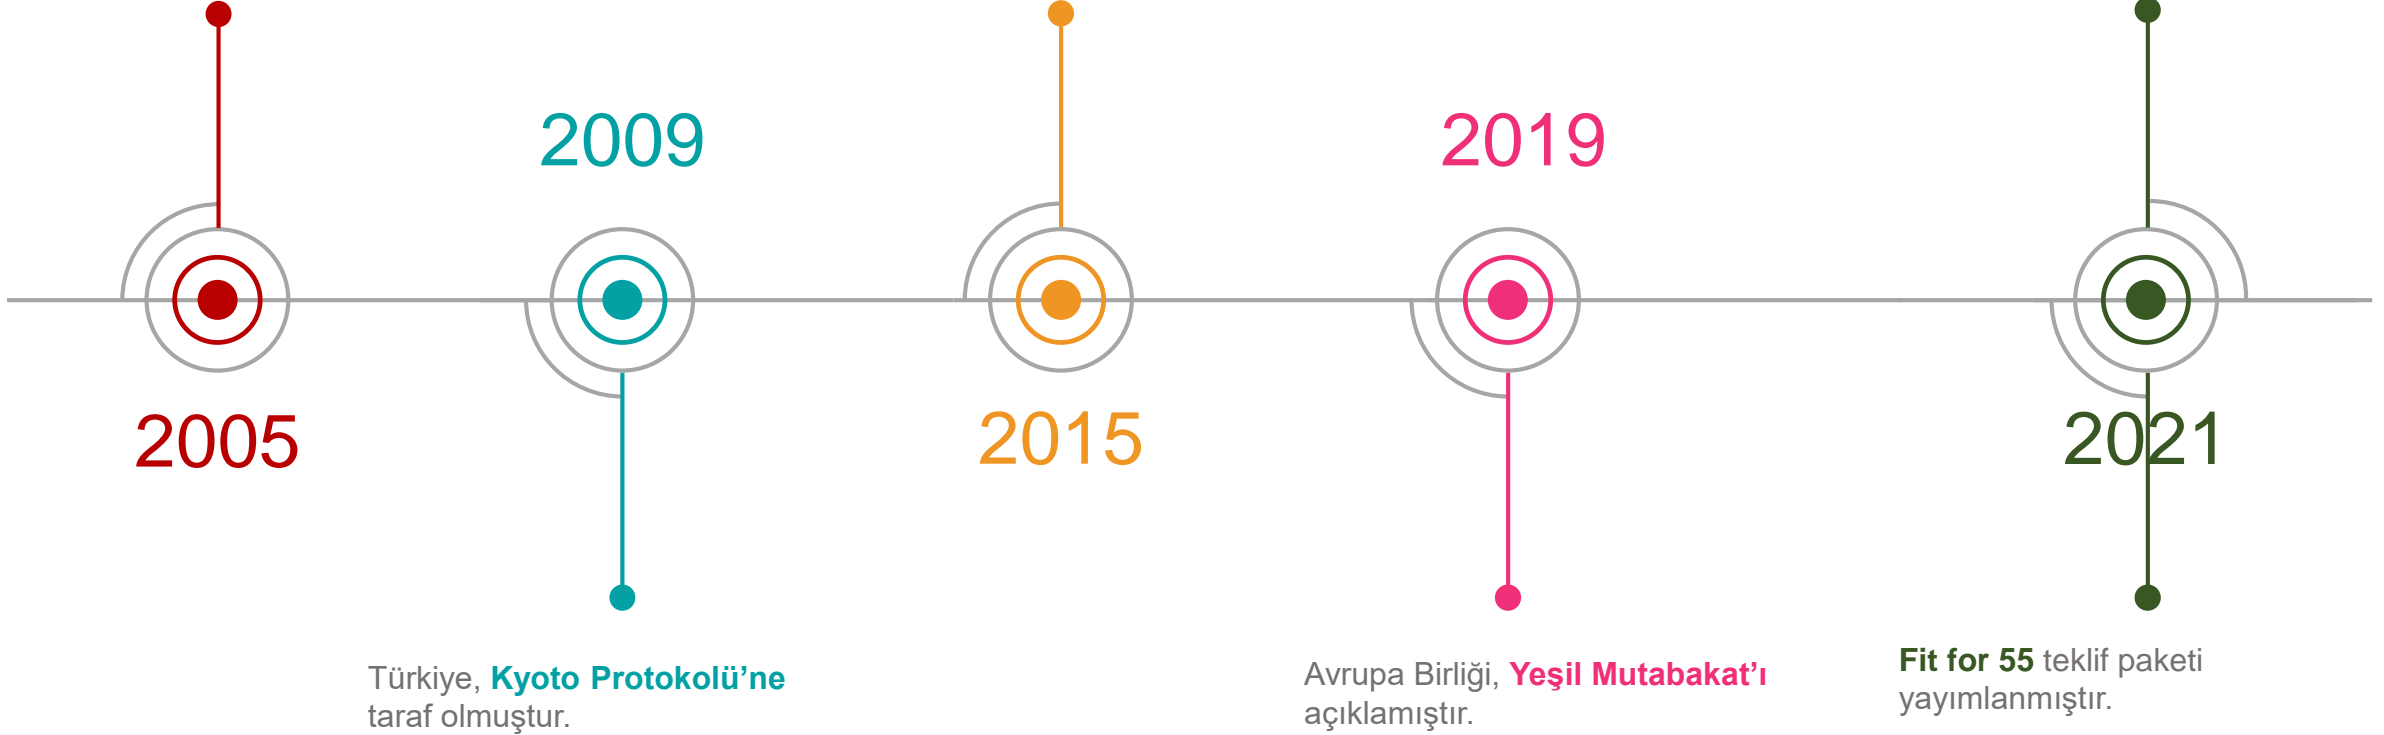 2009
2019
2005
2015
2021
Türkiye, Kyoto Protokolü’ne
taraf olmuştur.
Avrupa Birliği, Yeşil Mutabakat’ı
açıklamıştır.
Fit for 55 teklif paketi
yayımlanmıştır.